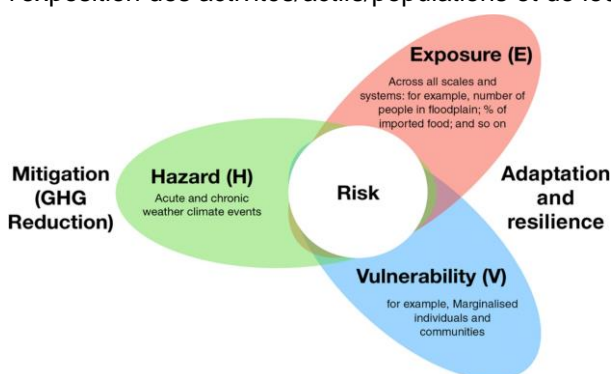 l'exposition des activités/actifs/populations et de leu
Exposure (E)
Across all scales and
systems: for example, number of
people in floodplain; % of
imported food; and so on
Mitigation
(GHG
Reduction)
Hazard (H)
Acute and chronic
weather climate events
Risk
Adaptation
and
resilience
Vulnerability (V)
for example, Marginalised
individuals and
communities